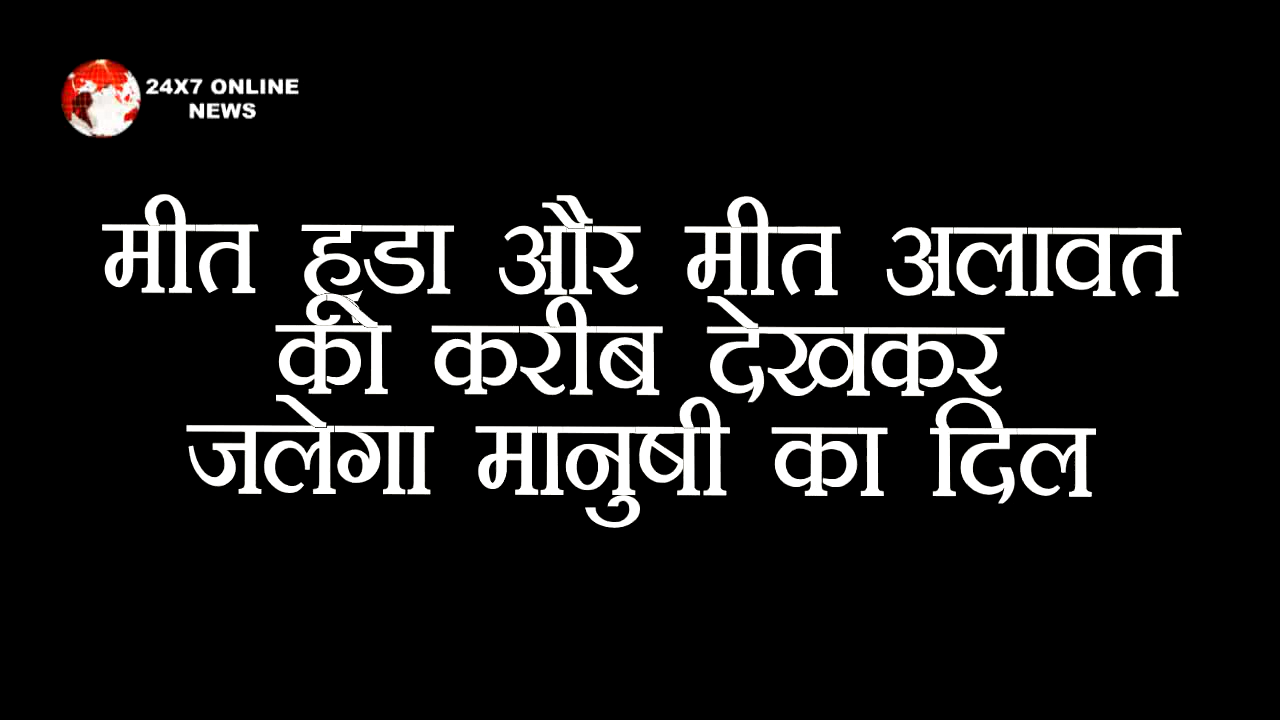 24X7 ONLINE
NEWS
मीत हूडा और मीत अलावत
को करीब देखकर
जलेगा मानुषी का दिल